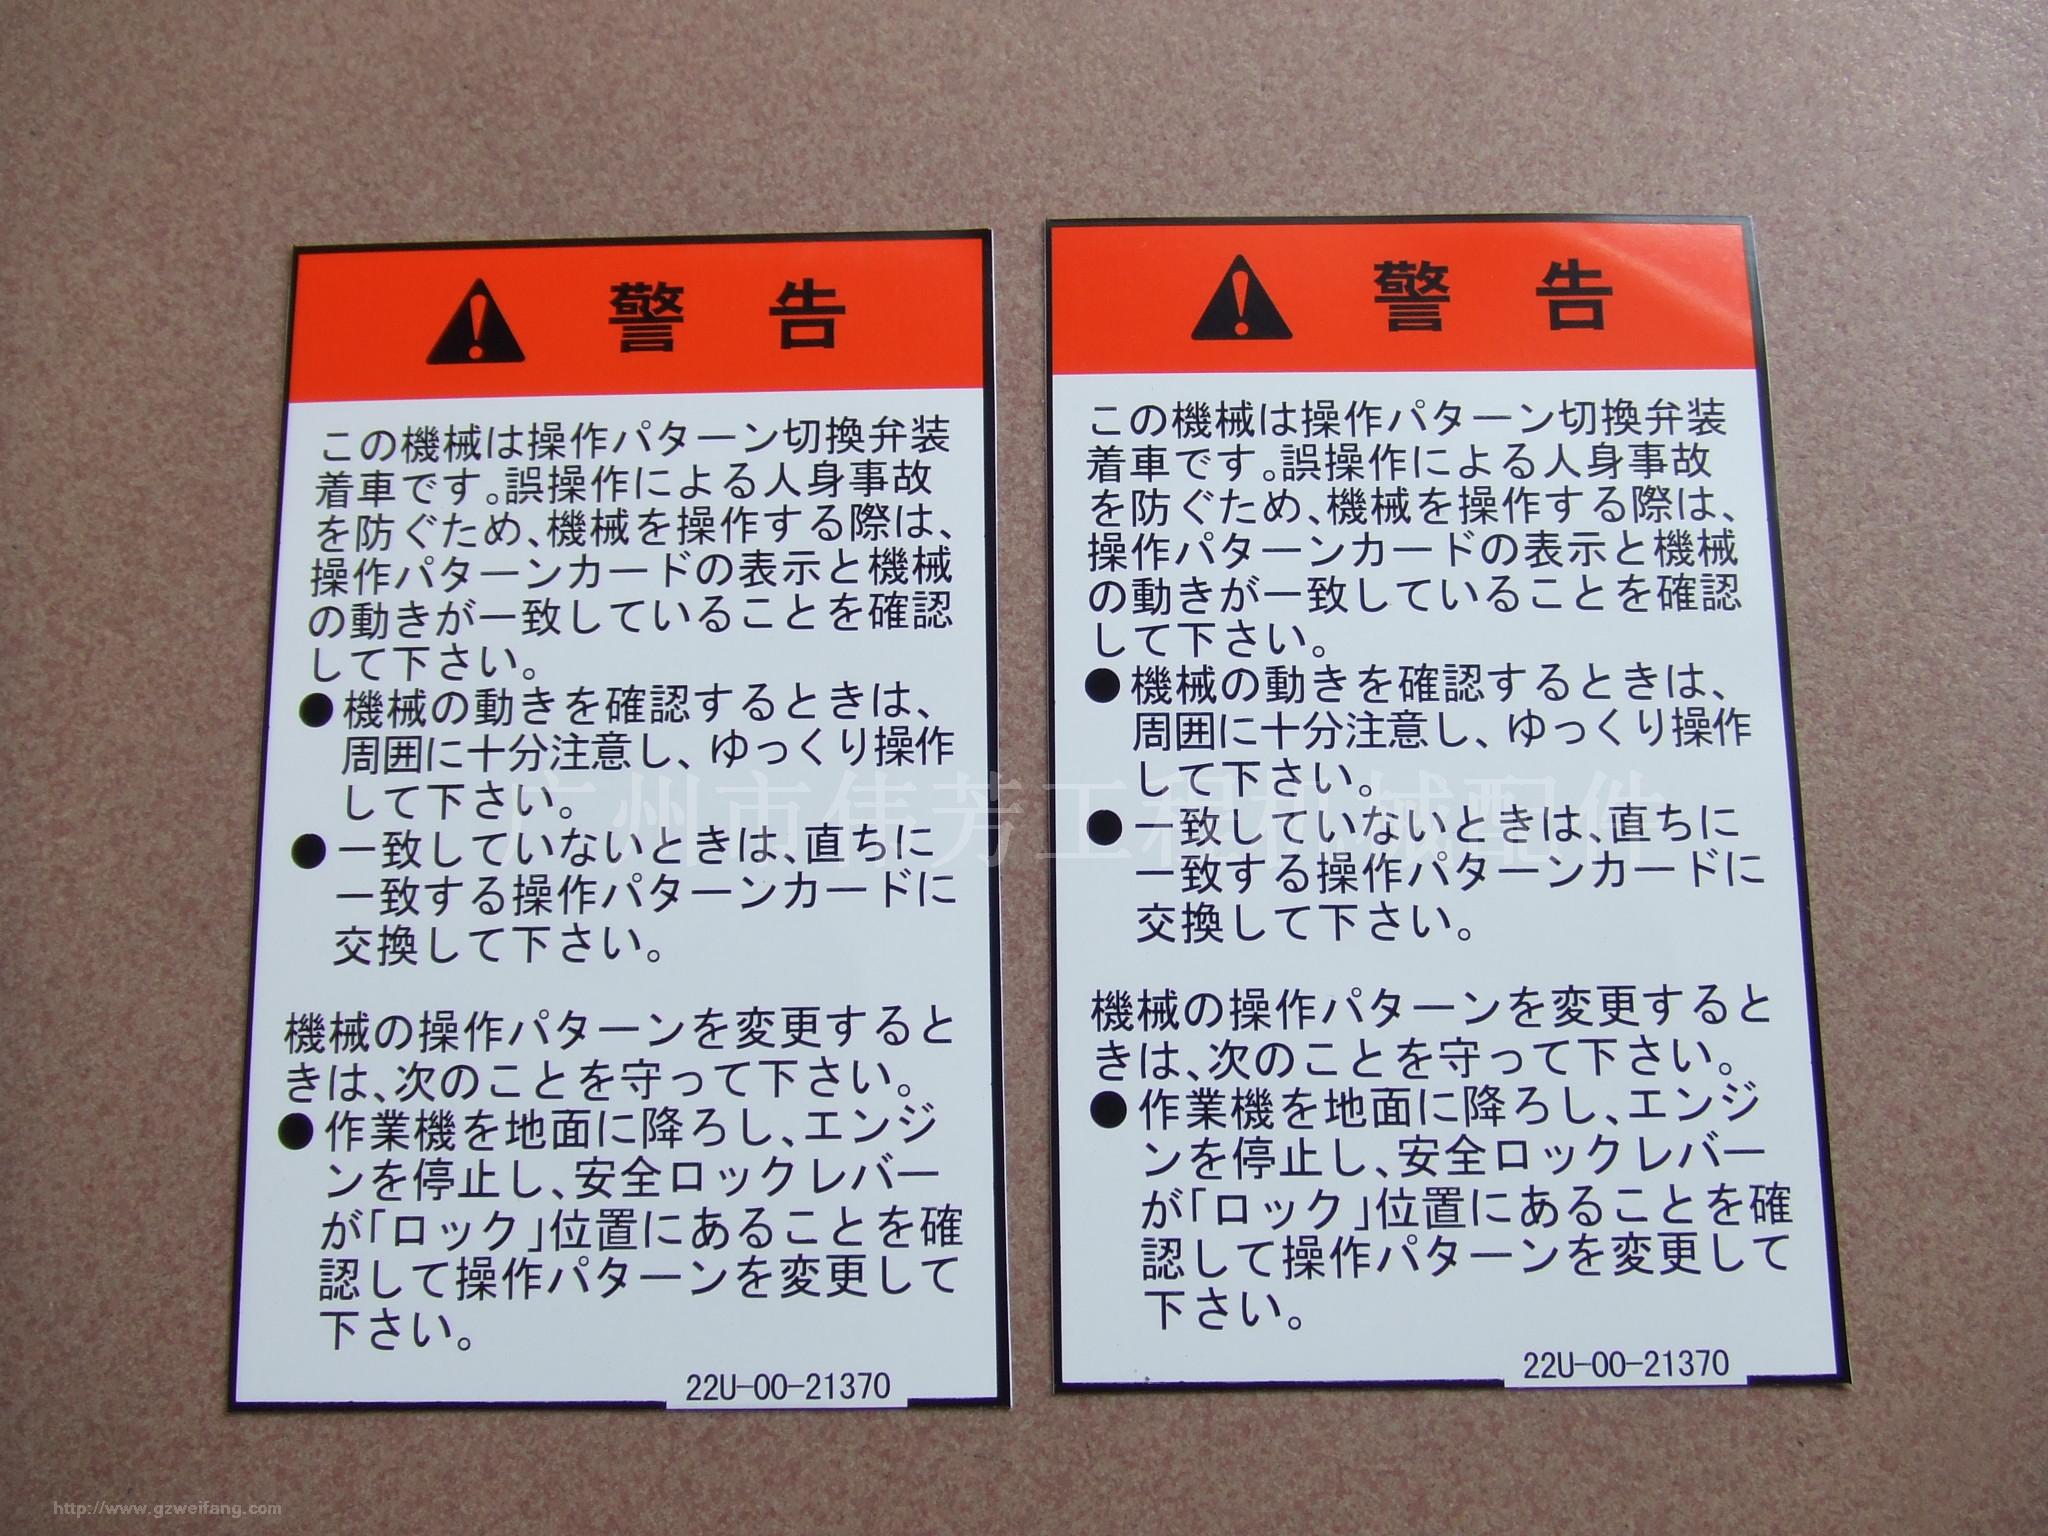 警告
この機械は操作パターン切換弁装
着車です。誤操作による人身事故
を防ぐため、機械を操作する際は、
操作パターンカードの表示と機械
の動きが一致していることを確認
して下さい。
●機械の動きを確認するときは、
周囲に十分注意し、ゆっくり操作
して下さい。
●一致していないときは、直ちに
一致する操作パターンカードに
交換して下さい。
機械の操作パターンを変更すると
きは、次のことを守って下さい。
●作業機を地面に降ろし、エンジ
ンを停止し、安全ロックレバー
が「ロック」位置にあることを確
認して操作パターンを変更して
下さい。
22U-00-21370
警告
この機械は操作パターン切換弁装
着車です。誤操作による人身事故
を防ぐため、機械を操作する際は、
操作パターンカードの表示と機械
の動きが一致していることを確認
して下さい。
●機械の動きを確認するときは、
周囲に十分注意し、ゆっくり操作
して下さい。
●一致していないときは、直ちに
一致する操作パターンカードに
交換して下さい。
機械の操作パターンを変更すると
きは、次のことを守って下さい。
●作業機を地面に降ろし、エンジ
ンを停止し、安全ロックレバー
が「ロック」位置にあることを確
認して操作パターンを変更して
下さい。
22U-00-21370
广州市伟芳工程机械配件
http://www.gzweifang.com